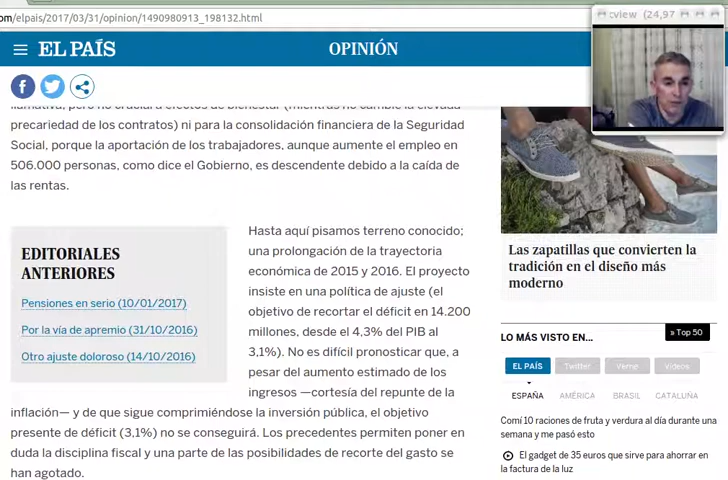 om/elpais/2017/03/31/opinion/1490980913_198132.html
cview (24,97
EL PAÍS
OPINIÓN
precariedad de los contratos) ni para la consolidación financiera de la Seguridad
Social, porque la aportación de los trabajadores, aunque aumente el empleo en
506.000 personas, como dice el Gobierno, es descendente debido a la caída de
las rentas.
EDITORIALES
ANTERIORES
Pensiones en serio (10/01/2017)
Por la vía de apremio (31/10/2016)
Otro ajuste doloroso (14/10/2016)
Hasta aquí pisamos terreno conocido;
una prolongación de la trayectoria
económica de 2015 y 2016. El proyecto
insiste en una política de ajuste (el
objetivo de recortar el déficit en 14.200
millones, desde el 4,3% del PIB al
3,1%). No es difícil pronosticar que, a
pesar del aumento estimado de los
ingresos —cortesía del repunte de la
inflación— y de que sigue comprimiéndose la inversión pública, el objetivo
presente de déficit (3,1%) no se conseguirá. Los precedentes permiten poner en
duda la disciplina fiscal y una parte de las posibilidades de recorte del gasto se
han agotado.
Las zapatillas que convierten la
tradición en el diseño más
moderno
LO MÁS VISTO EN...
» Top 50
EL PAÍS
Twitter
Verne
Vídeos
ESPAÑA
AMÉRICA
BRASIL
CATALUÑA
Comí 10 raciones de fruta y verdura al día durante una
semana y me pasó esto
El gadget de 35 euros que sirve para ahorrar en
la factura de la luz